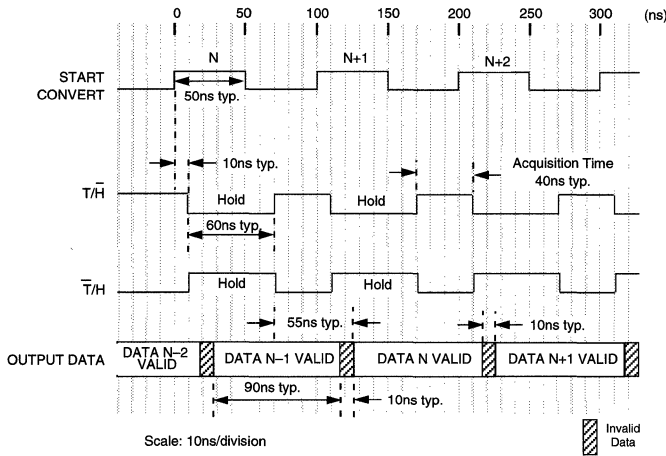 0 50 100 150 200 250 300 (ns)
N N+1 N+2
START
CONVERT
50ns typ.
10ns typ.
Acquisition Time
40ns typ.
T/H̅
Hold Hold
60ns typ.
T̅/H
Hold Hold
55ns typ. 10ns typ.
OUTPUT DATA
DATA N–2
VALID
DATA N–1 VALID DATA N VALID DATA N+1 VALID
90ns typ. 10ns typ.
Scale: 10ns/division
Invalid
Data